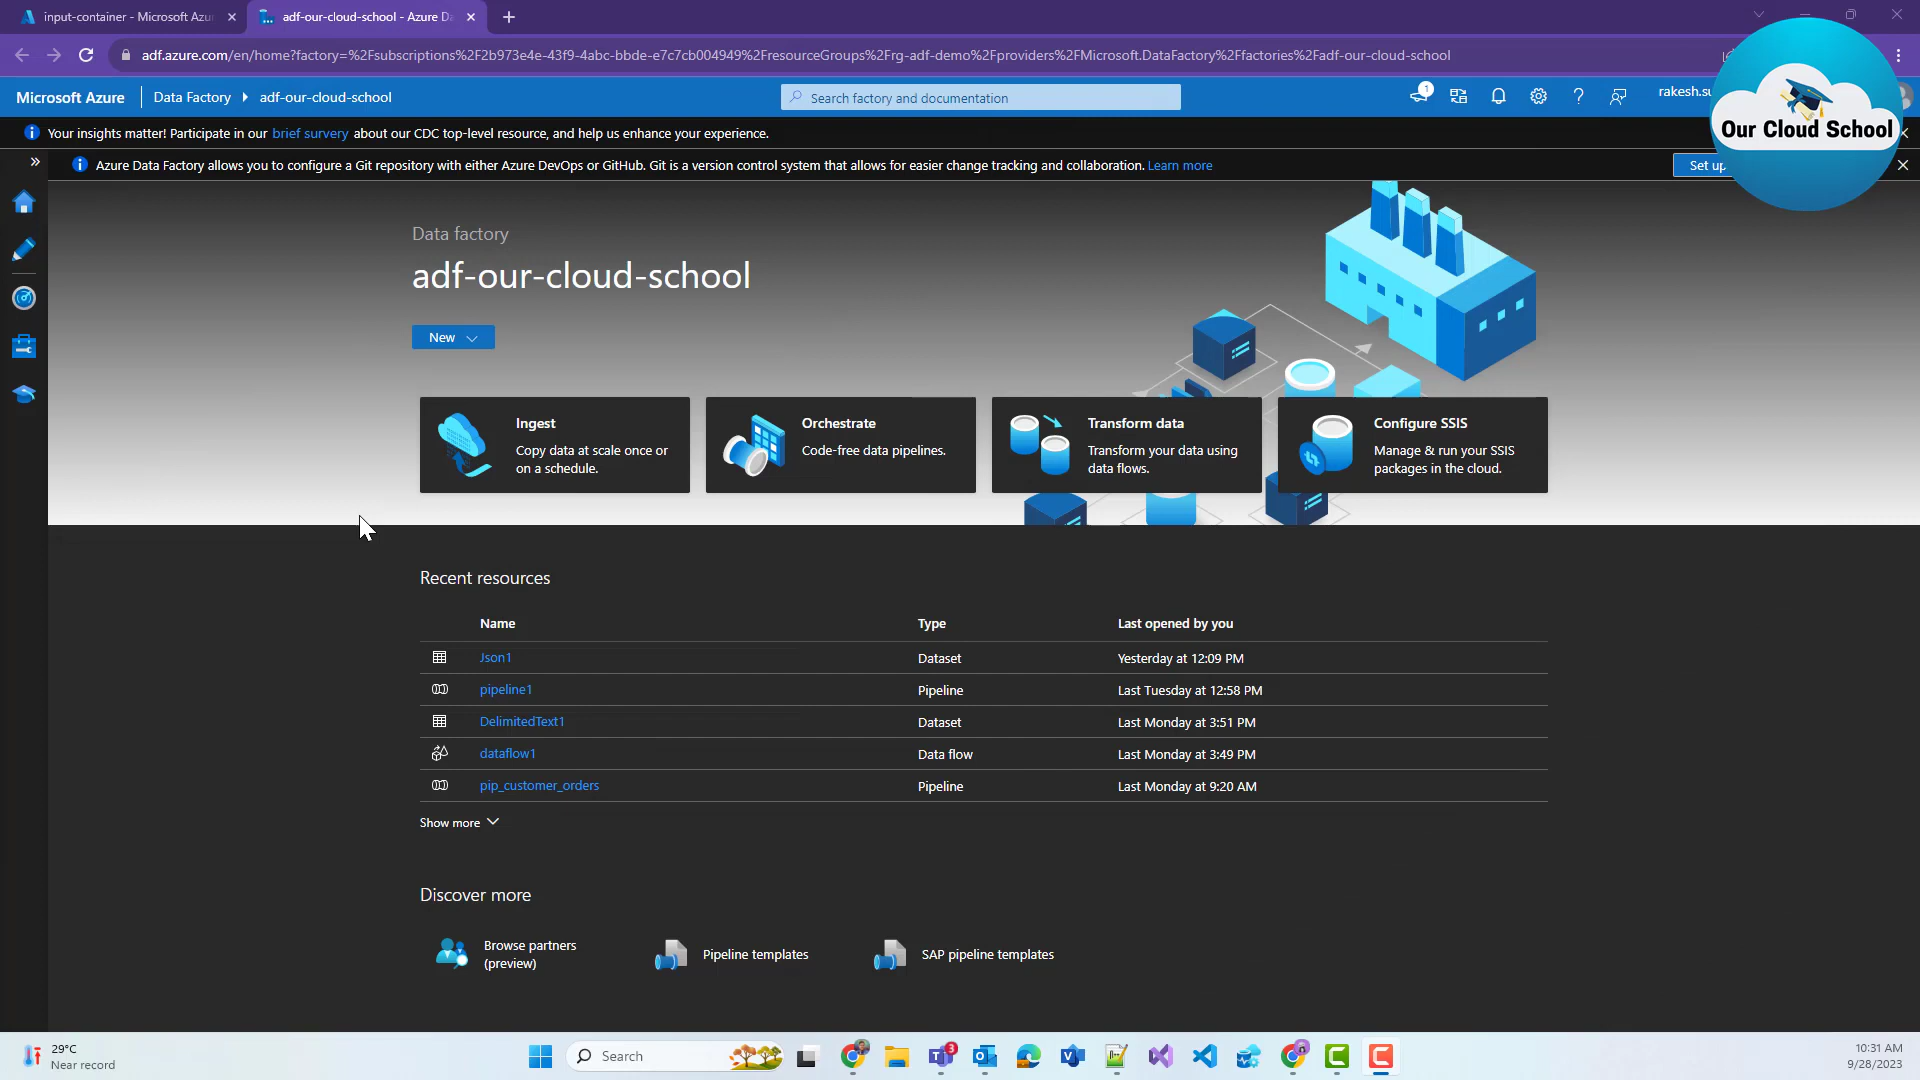 input-container - Microsoft Azu
adf-our-cloud-school - Azure Da
adf.azure.com/en/home?factory=%2Fsubscriptions%2F2b973e4e-43f9-4abc-bbde-e7c7cb004949%2FresourceGroups%2Frg-adf-demo%2Fproviders%2FMicrosoft.DataFactory%2Ffactories%2Fadf-our-cloud-school
Microsoft Azure
Data Factory
adf-our-cloud-school
Search factory and documentation
1
rakesh.su
Our Cloud School
Your insights matter! Participate in our brief survey about our CDC top-level resource, and help us enhance your experience.
Azure Data Factory allows you to configure a Git repository with either Azure DevOps or GitHub. Git is a version control system that allows for easier change tracking and collaboration. Learn more
Set up
Data factory
adf-our-cloud-school
New
Ingest
Copy data at scale once or
on a schedule.
Orchestrate
Code-free data pipelines.
Transform data
Transform your data using
data flows.
Configure SSIS
Manage & run your SSIS
packages in the cloud.
Recent resources
Name Type Last opened by you
Json1 Dataset Yesterday at 12:09 PM
pipeline1 Pipeline Last Tuesday at 12:58 PM
DelimitedText1 Dataset Last Monday at 3:51 PM
dataflow1 Data flow Last Monday at 3:49 PM
pip_customer_orders Pipeline Last Monday at 9:20 AM
Show more
Discover more
Browse partners
(preview)
Pipeline templates
SAP pipeline templates
29°C
Near record
Search
3
10:31 AM
9/28/2023